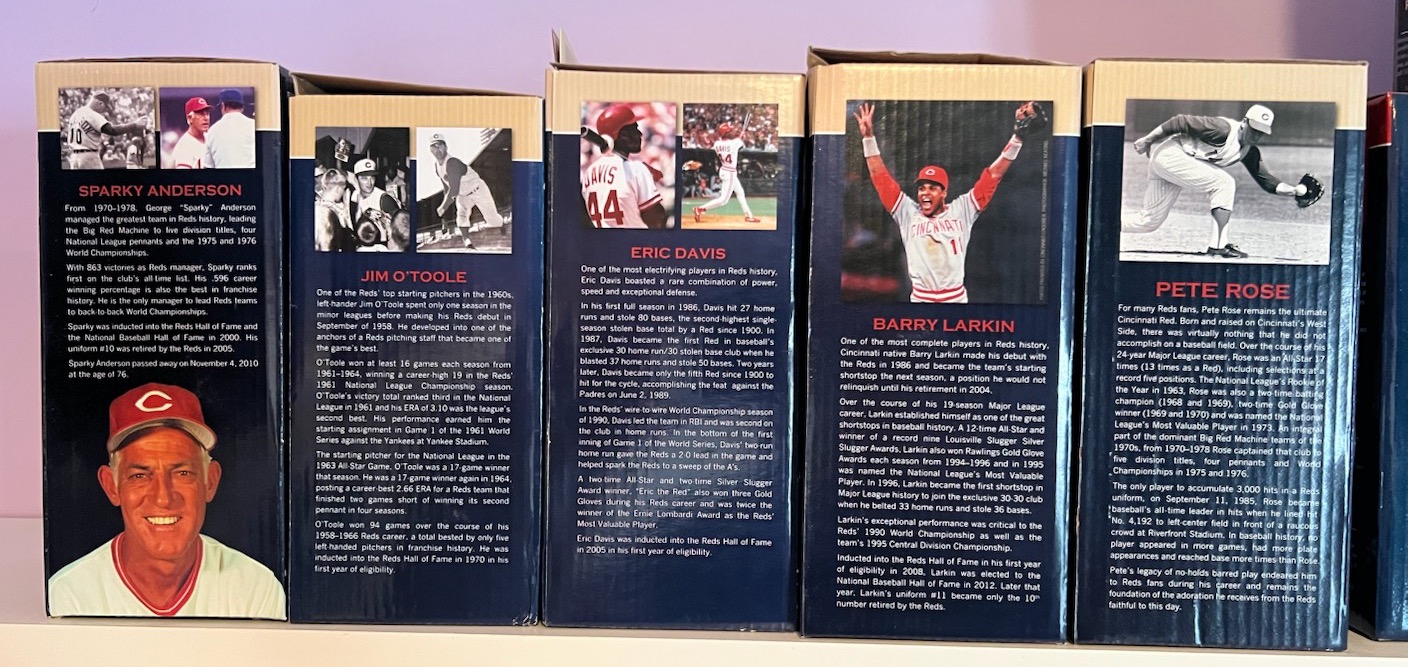 SPARKY ANDERSON
From 1970–1978, George "Sparky" Anderson
managed the greatest team in Reds history, leading
the Big Red Machine to five division titles, four
National League pennants and the 1975 and 1976
World Championships.
With 863 victories as Reds manager, Sparky ranks
first on the club's all-time list. His .596 career
winning percentage is also the best in franchise
history. He is the only manager to lead Reds teams
to back-to-back World Championships.
Sparky was inducted into the Reds Hall of Fame and
the National Baseball Hall of Fame in 2000. His
uniform #10 was retired by the Reds in 2005.
Sparky Anderson passed away on November 4, 2010
at the age of 76.
JIM O'TOOLE
One of the Reds' top starting pitchers in the 1960s,
left-hander Jim O'Toole spent only one season in the
minor leagues before making his Reds debut in
September of 1958. He developed into one of the
anchors of a Reds pitching staff that became one of
the game's best.
O'Toole won at least 16 games each season from
1961–1964, winning a career-high 19 in the Reds'
1961 National League Championship season.
O'Toole's victory total ranked third in the National
League in 1961 and his ERA of 3.10 was the league's
second best. His performance earned him the
starting assignment in Game 1 of the 1961 World
Series against the Yankees at Yankee Stadium.
The starting pitcher for the National League in the
1963 All-Star Game, O'Toole was a 17-game winner
that season. He was a 17-game winner again in 1964,
posting a career-best 2.66 ERA for a Reds team that
finished two games short of winning its second
pennant in four seasons.
O'Toole won 94 games over the course of his
1958–1966 Reds career, a total bested by only five
left-handed pitchers in franchise history. He was
inducted into the Reds Hall of Fame in 1970 in his
first year of eligibility.
DAVIS
44
ERIC DAVIS
One of the most electrifying players in Reds history,
Eric Davis boasted a rare combination of power,
speed and exceptional defense.
In his first full season in 1986, Davis hit 27 home
runs and stole 80 bases, the second-highest single-
season stolen base total by a Red since 1900. In
1987, Davis became the first Red in baseball's
exclusive 30 home run/30 stolen base club when he
blasted 37 home runs and stole 50 bases. Two years
later, Davis became only the fifth Red since 1900 to
hit for the cycle, accomplishing the feat against the
Padres on June 2, 1989.
In the Reds' wire-to-wire World Championship season
of 1990, Davis led the team in RBI and was second on
the club in home runs. In the bottom of the first
inning of Game 1 of the World Series, Davis' two-run
home run gave the Reds a 2-0 lead in the game and
helped spark the Reds to a sweep of the A's.
A two-time All-Star and two-time Silver Slugger
Award winner, "Eric the Red" also won three Gold
Gloves during his Reds career and was twice the
winner of the Ernie Lombardi Award as the Reds'
Most Valuable Player.
Eric Davis was inducted into the Reds Hall of Fame
in 2005 in his first year of eligibility.
CINCINNATI
BARRY LARKIN
One of the most complete players in Reds history,
Cincinnati native Barry Larkin made his debut with
the Reds in 1986 and became the team's starting
shortstop the next season, a position he would not
relinquish until his retirement in 2004.
Over the course of his 19-season Major League
career, Larkin established himself as one of the great
shortstops in baseball history. A 12-time All-Star and
winner of a record nine Louisville Slugger Silver
Slugger Awards, Larkin also won Rawlings Gold Glove
Awards each season from 1994–1996 and in 1995
was named the National League's Most Valuable
Player. In 1996, Larkin became the first shortstop in
Major League history to join the exclusive 30-30 club
when he belted 33 home runs and stole 36 bases.
Larkin's exceptional performance was critical to the
Reds' 1990 World Championship as well as the
team's 1995 Central Division Championship.
Inducted into the Reds Hall of Fame in his first year
of eligibility in 2008. Larkin was elected to the
National Baseball Hall of Fame in 2012. Later that
year, Larkin's uniform #11 became only the 10th
number retired by the Reds.
PETE ROSE
For many Reds fans, Pete Rose remains the ultimate
Cincinnati Red. Born and raised on Cincinnati's West
Side, there was virtually nothing that he did not
accomplish on a baseball field. Over the course of his
24-year Major League career, Rose was an All-Star 17
times (13 times as a Red), including selections at a
record five positions. The National League's Rookie of
the Year in 1963, Rose was also a two-time batting
champion (1968 and 1969), two-time Gold Glove
winner (1969 and 1970) and was named the National
League's Most Valuable Player in 1973. An integral
part of the dominant Big Red Machine teams of the
1970s, from 1970–1978 Rose captained that club to
five division titles, four pennants and World
Championships in 1975 and 1976.
The only player to accumulate 3,000 hits in a Reds
uniform, on September 11, 1985, Rose became
baseball's all-time leader in hits when he lined hit
No. 4,192 to left-center field in front of a raucous
crowd at Riverfront Stadium. In baseball history, no
player appeared in more games, had more plate
appearances and reached base more times than Rose.
Pete's legacy of no-holds barred play endeared him
to Reds fans during his career and remains the
foundation of the adoration he receives from the Reds
faithful to this day.